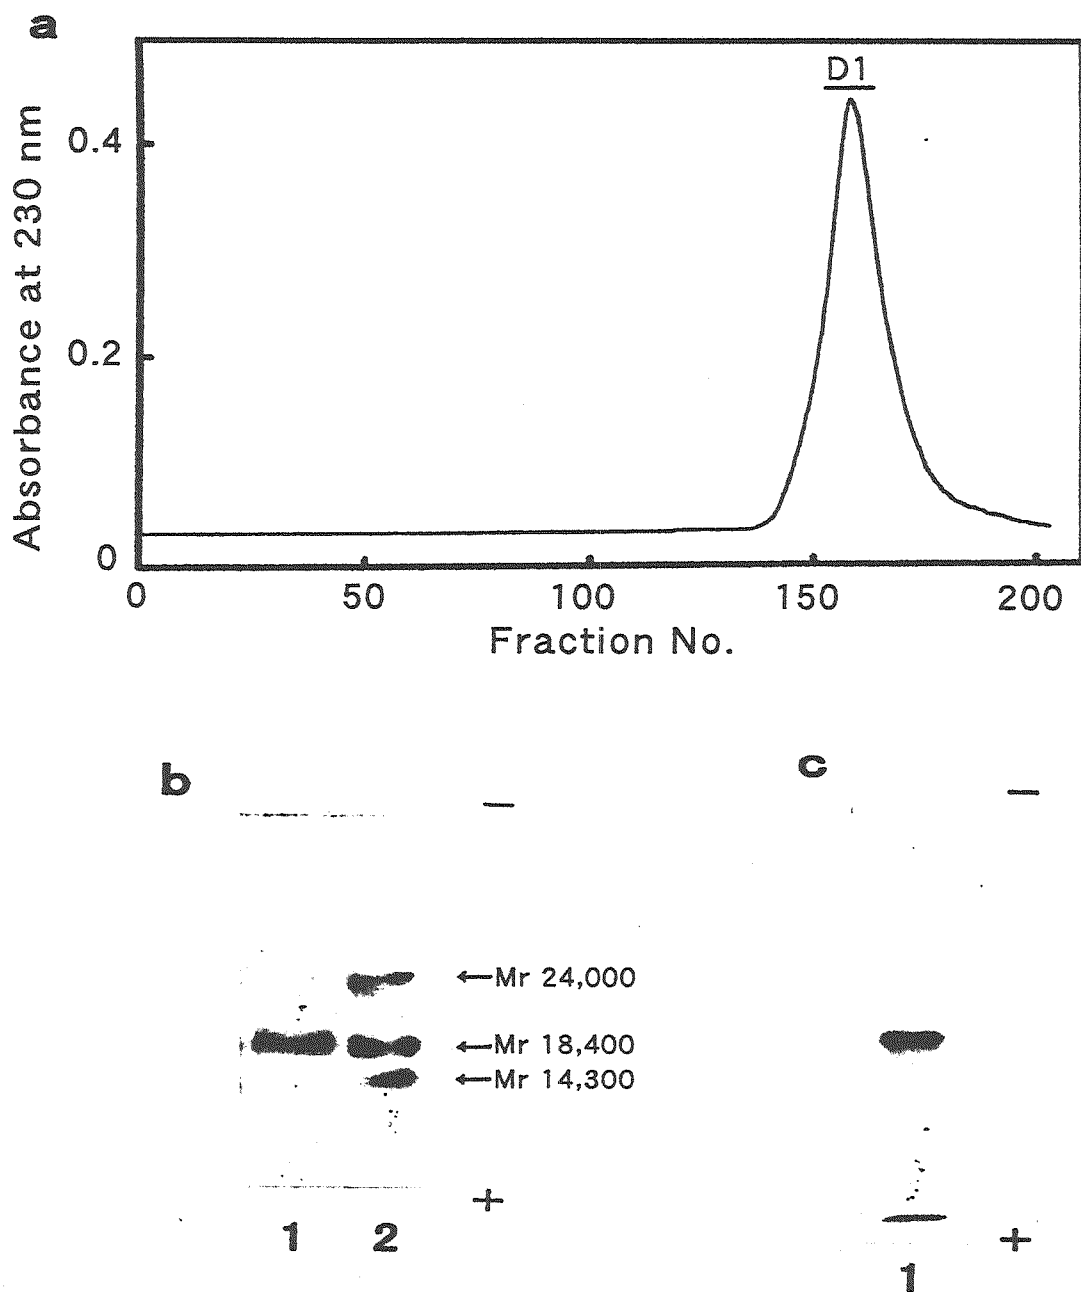 a
D1
Absorbance at 230 nm
0.4
0.2
0
0 50 100 150 200
Fraction No.
b
−
c
−
←Mr 24,000
←Mr 18,400
←Mr 14,300
+
+
1 2
1